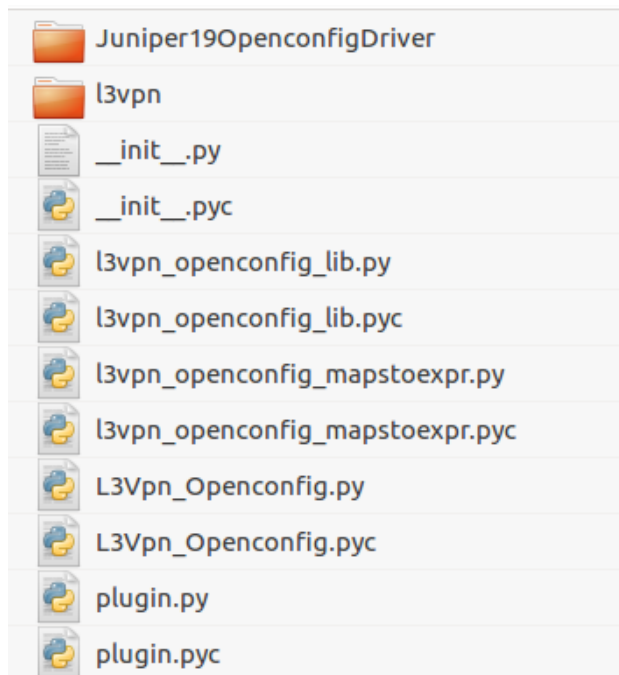 Juniper19OpenconfigDriver
l3vpn
__init__.py
__init__.pyc
l3vpn_openconfig_lib.py
l3vpn_openconfig_lib.pyc
l3vpn_openconfig_mapstoexpr.py
l3vpn_openconfig_mapstoexpr.pyc
L3Vpn_Openconfig.py
L3Vpn_Openconfig.pyc
plugin.py
plugin.pyc